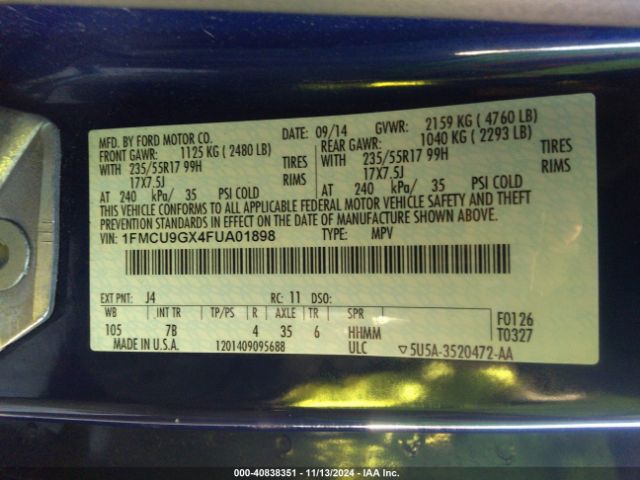 MFD. BY FORD MOTOR CO. DATE: 09/14 GVWR: 2159 KG ( 4760 LB)
FRONT GAWR: 1125 KG ( 2480 LB) REAR GAWR: 1040 KG ( 2293 LB)
WITH 235/55R17 99H TIRES WITH 235/55R17 99H TIRES
17X7.5J RIMS 17X7.5J RIMS
AT 240 kPa/ 35 PSI COLD AT 240 kPa/ 35 PSI COLD
THIS VEHICLE CONFORMS TO ALL APPLICABLE FEDERAL MOTOR VEHICLE SAFETY AND THEFT
PREVENTION STANDARDS IN EFFECT ON THE DATE OF MANUFACTURE SHOWN ABOVE.
VIN: 1FMCU9GX4FUA01898 TYPE: MPV
EXT PNT: J4 RC: 11 DSO:
WB INT TR TP/PS R AXLE TR SPR
105 7B 4 35 6 HHMM
F0126
T0327
MADE IN U.S.A. 1201409095688 ULC ▽5U5A-3520472-AA
000-40838351 - 11/13/2024 - IAA Inc.